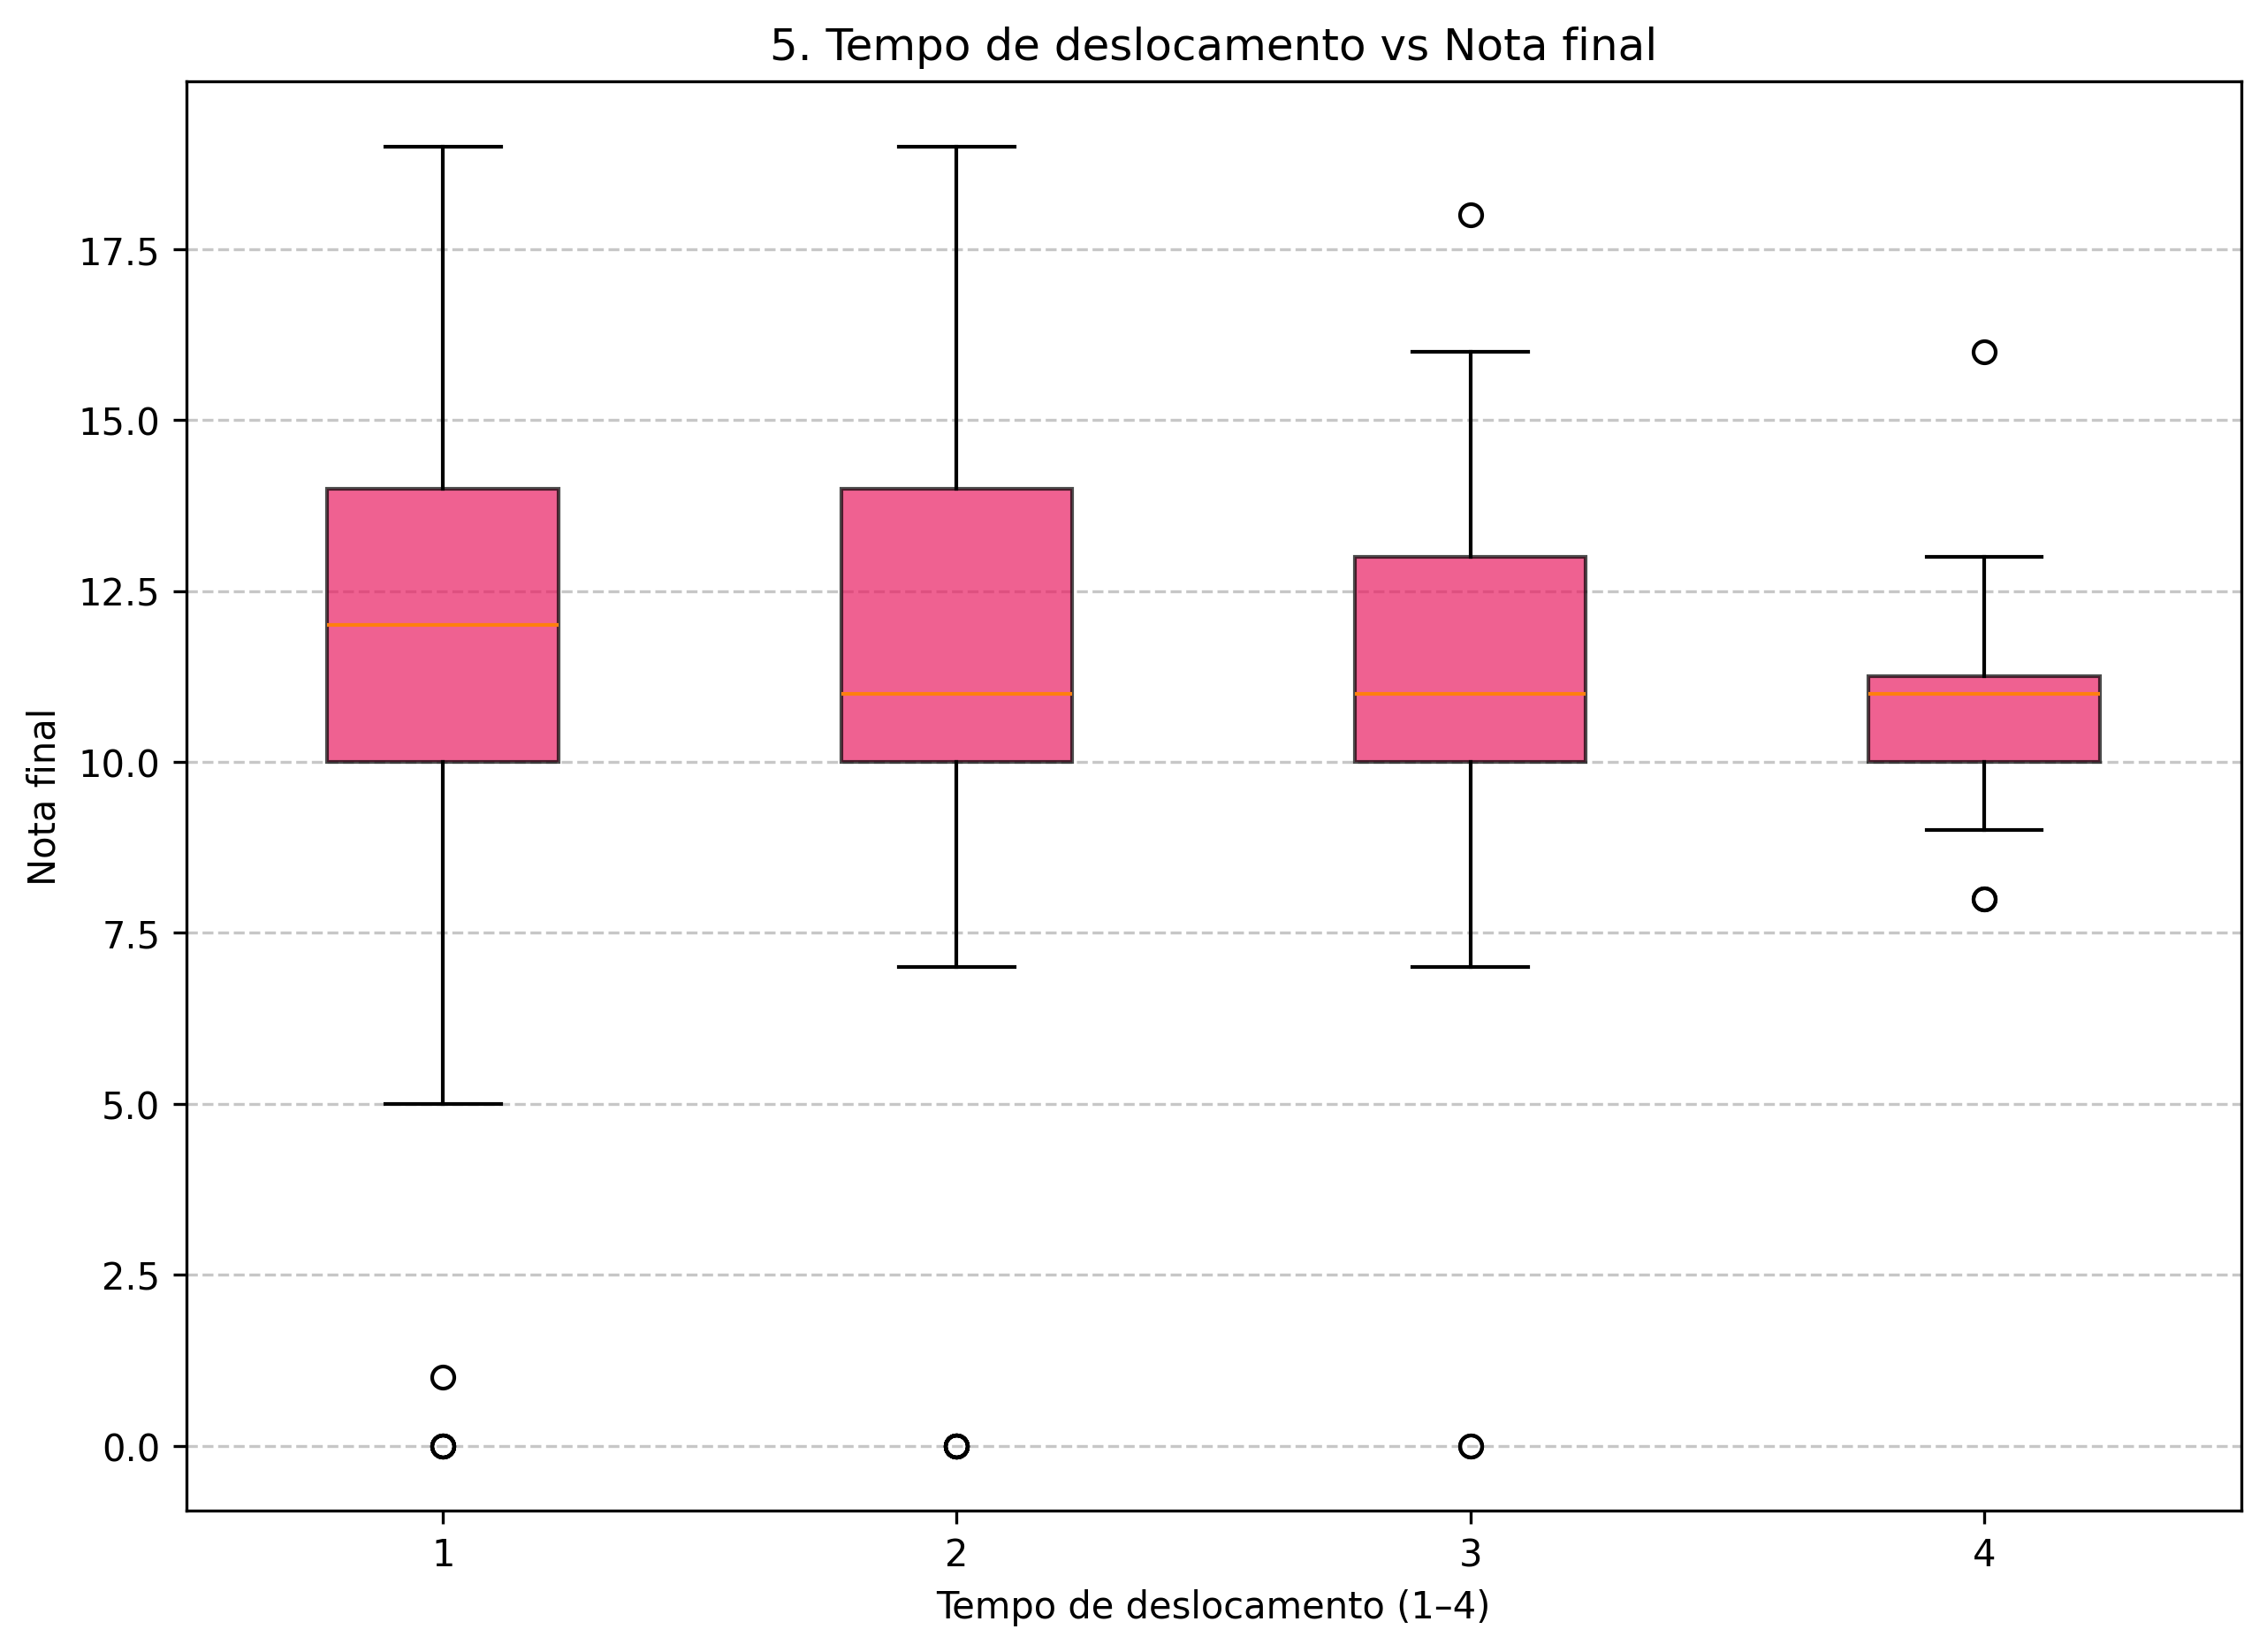 5. Tempo de deslocamento vs Nota final
Nota final
17.5
15.0
12.5
10.0
7.5
5.0
2.5
0.0
1 2 3 4
Tempo de deslocamento (1–4)